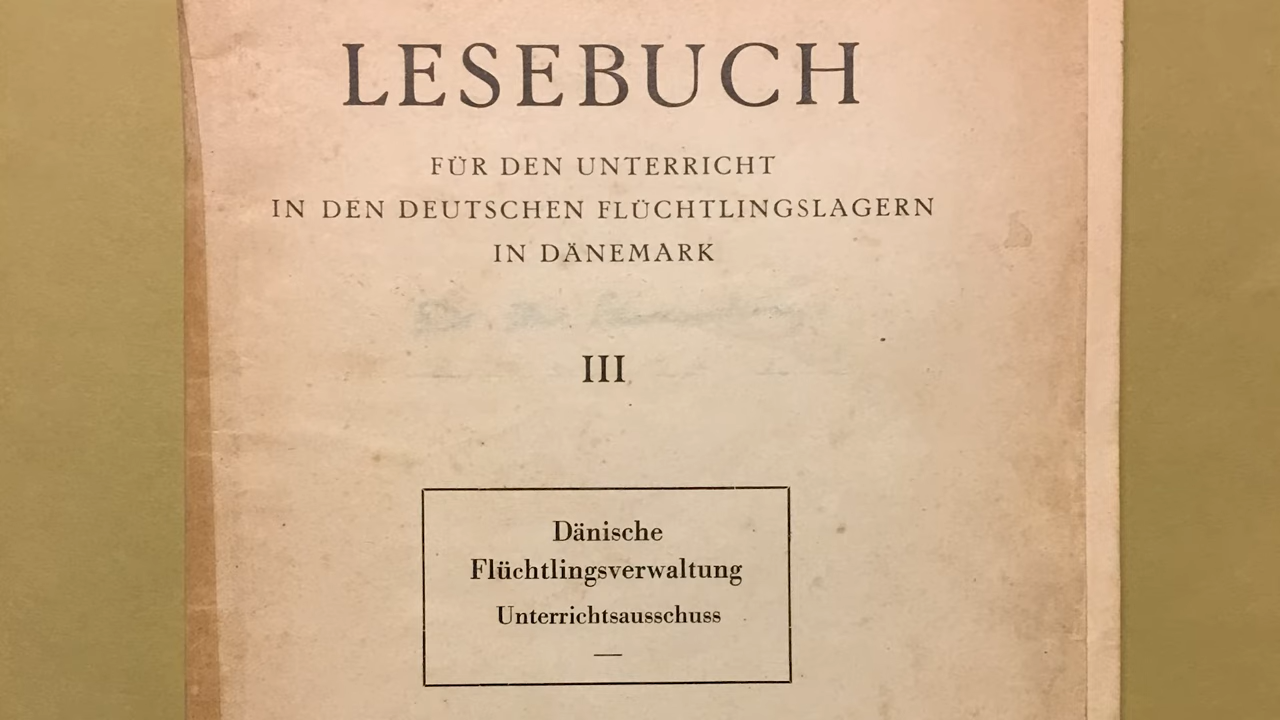 LESEBUCH
FÜR DEN UNTERRICHT
IN DEN DEUTSCHEN FLÜCHTLINGSLAGERN
IN DÄNEMARK
III
Dänische
Flüchtlingsverwaltung
Unterrichtsausschuss